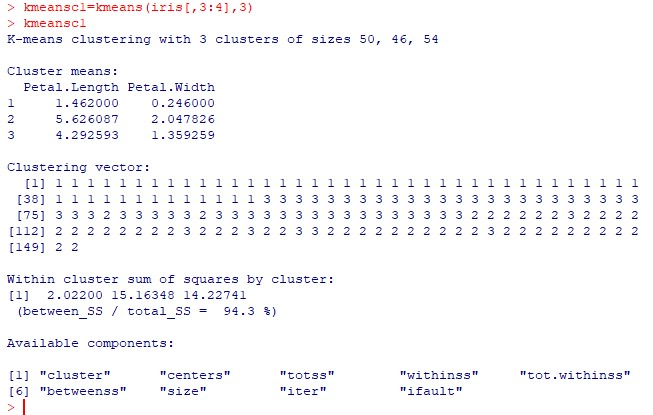 > kmeanscl=kmeans(iris[,3:4],3)
> kmeanscl
K-means clustering with 3 clusters of sizes 50, 46, 54
Cluster means:
Petal.Length Petal.Width
1 1.462000 0.246000
2 5.626087 2.047826
3 4.292593 1.359259
Clustering vector:
[1] 1 1 1 1 1 1 1 1 1 1 1 1 1 1 1 1 1 1 1 1 1 1 1 1 1 1 1 1 1 1 1 1 1 1 1 1 1
[38] 1 1 1 1 1 1 1 1 1 1 1 1 1 3 3 3 3 3 3 3 3 3 3 3 3 3 3 3 3 3 3 3 3 3 3 3 3
[75] 3 3 3 2 3 3 3 3 3 2 3 3 3 3 3 3 3 3 3 3 3 3 3 3 3 3 2 2 2 2 2 2 3 2 2 2 2
[112] 2 2 2 2 2 2 2 2 3 2 2 2 3 2 2 3 3 2 2 2 2 2 2 2 2 2 2 3 2 2 2 2 2 2 2 2 2
[149] 2 2
Within cluster sum of squares by cluster:
[1] 2.02200 15.16348 14.22741
(between_SS / total_SS = 94.3 %)
Available components:
[1] "cluster" "centers" "totss" "withinss" "tot.withinss"
[6] "betweenss" "size" "iter" "ifault"
>